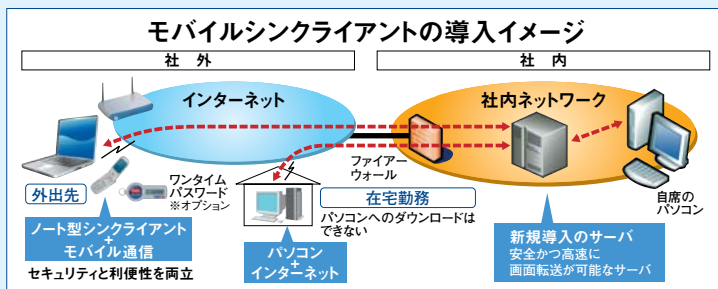 モバイルシンクライアントの導入イメージ
社 外
社 内
インターネット
社内ネットワーク
ファイアー
ウォール
自席の
パソコン
外出先
ワンタイム
パスワード
※オプション
在宅勤務
パソコンへのダウンロードは
できない
ノート型シンクライアント
+
モバイル通信
セキュリティと利便性を両立
パソコン
+
インターネット
新規導入のサーバ
安全かつ高速に
画面転送が可能なサーバ